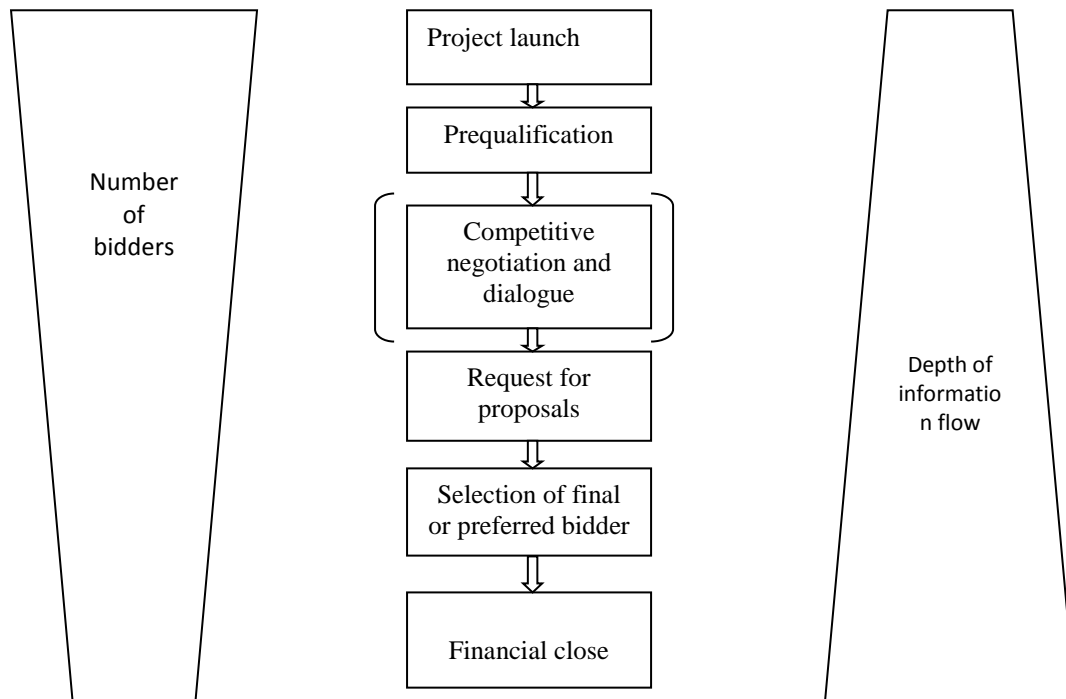 Project launch
Prequalification
Number
of
bidders
Competitive
negotiation and
dialogue
Request for
proposals
Depth of
informatio
n flow
Selection of final
or preferred bidder
Financial close